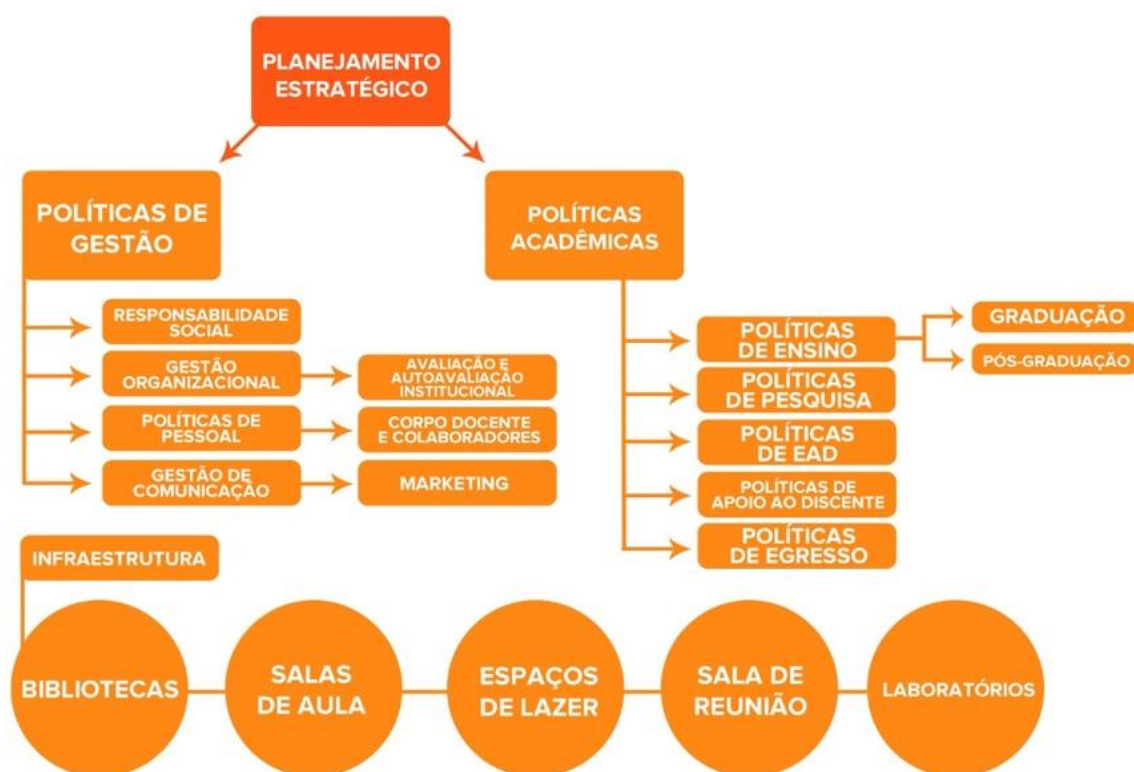 PLANEJAMENTO
ESTRATÉGICO
POLÍTICAS DE
GESTÃO
RESPONSABILIDADE
SOCIAL
GESTÃO
ORGANIZACIONAL
AVALIAÇÃO E
AUTOAVALIAÇÃO
INSTITUCIONAL
POLÍTICAS DE
PESSOAL
CORPO DOCENTE
E COLABORADORES
GESTÃO DE
COMUNICAÇÃO
MARKETING
POLÍTICAS
ACADÊMICAS
POLÍTICAS
DE ENSINO
GRADUAÇÃO
PÓS-GRADUAÇÃO
POLÍTICAS
DE PESQUISA
POLÍTICAS
DE EAD
POLÍTICAS DE
APOIO AO DISCENTE
POLÍTICAS
DE EGRESSO
INFRAESTRUTURA
BIBLIOTECAS
SALAS
DE AULA
ESPAÇOS
DE LAZER
SALA DE
REUNIÃO
LABORATÓRIOS